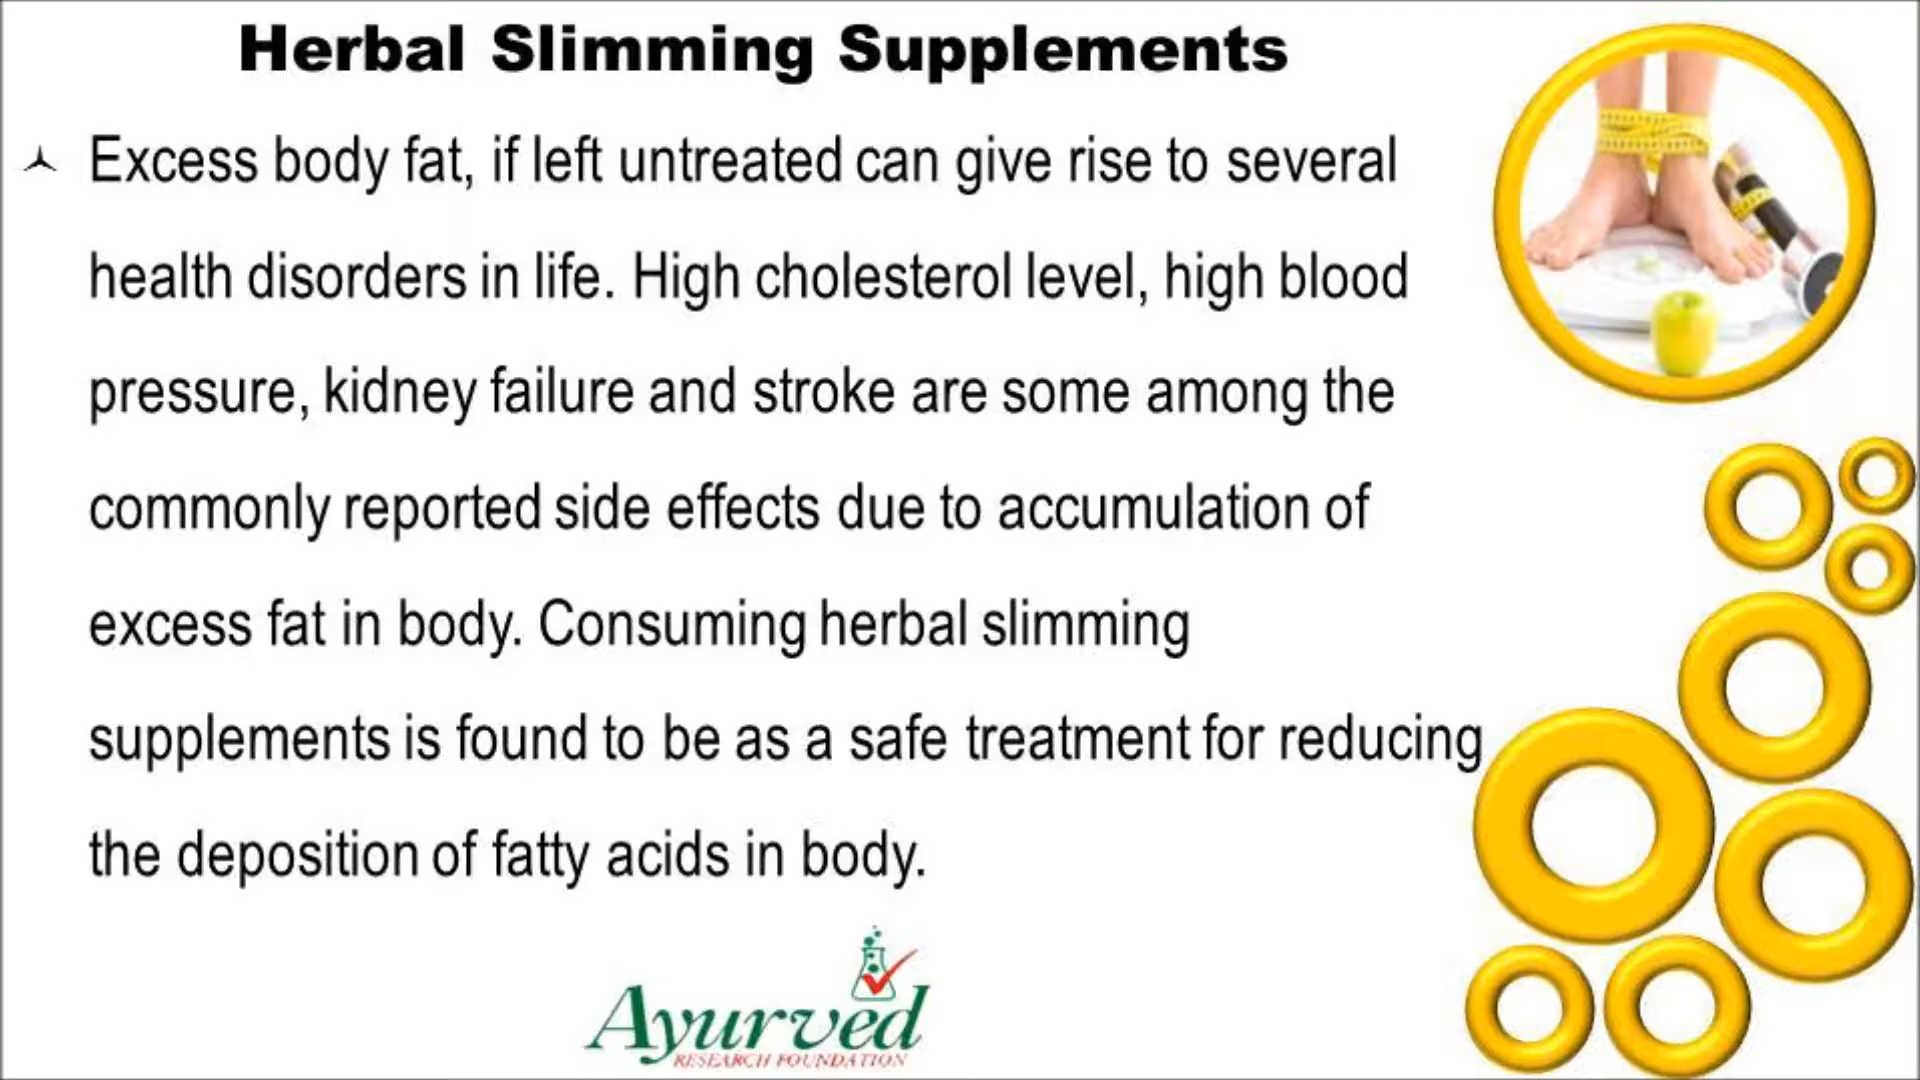 Herbal Slimming Supplements
Excess body fat, if left untreated can give rise to several
health disorders in life. High cholesterol level, high blood
pressure, kidney failure and stroke are some among the
commonly reported side effects due to accumulation of
excess fat in body. Consuming herbal slimming
supplements is found to be as a safe treatment for reducing
the deposition of fatty acids in body.
Ayurved
RESEARCH FOUNDATION